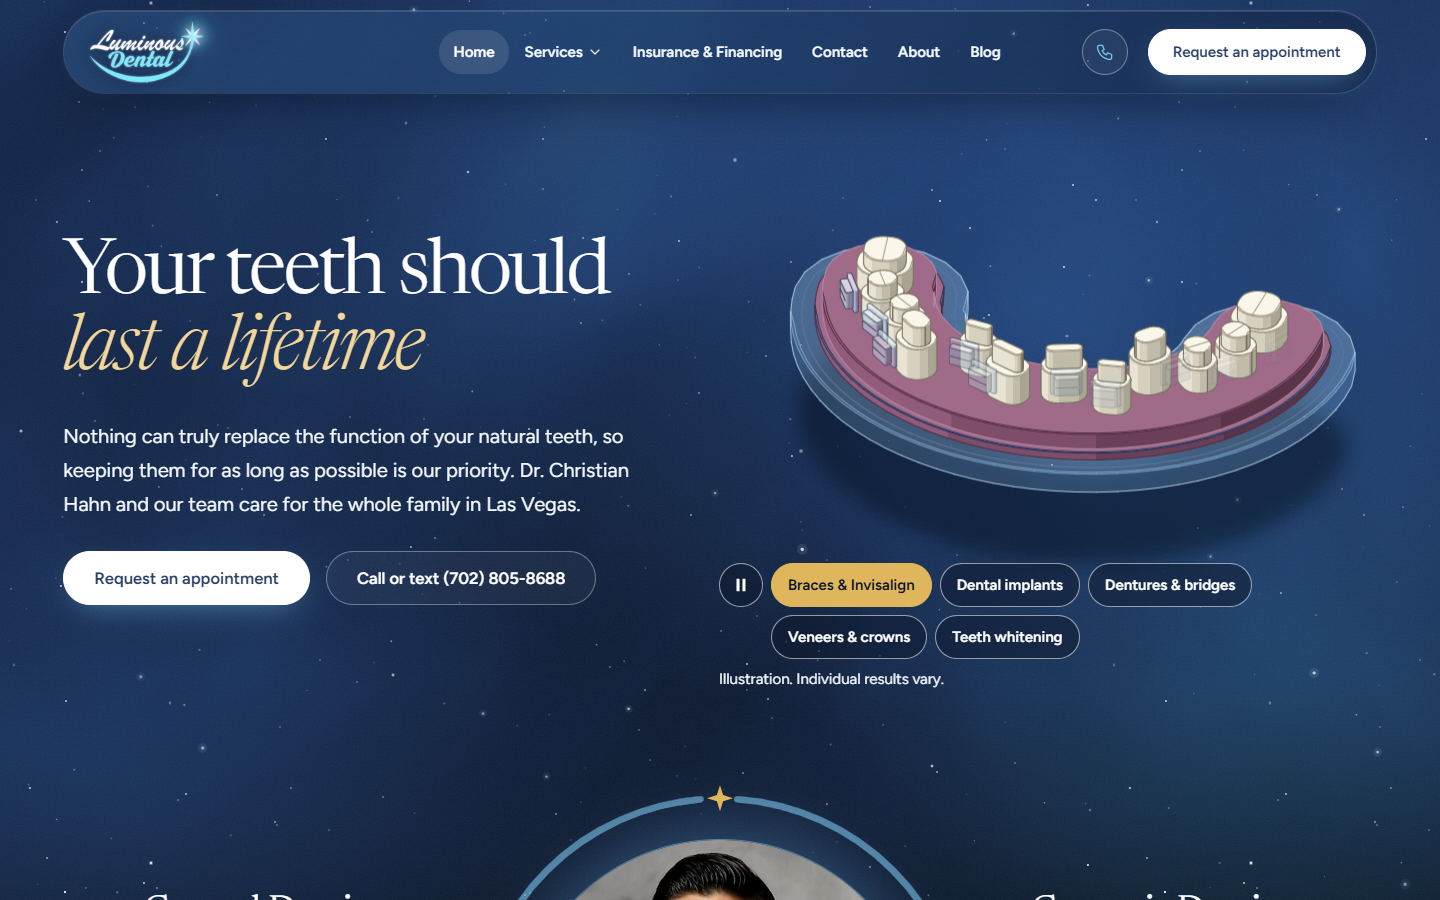 Luminous
Dental
Home
Services
Insurance & Financing
Contact
About
Blog
Request an appointment
Your teeth should
last a lifetime
Nothing can truly replace the function of your natural teeth, so
keeping them for as long as possible is our priority. Dr. Christian
Hahn and our team care for the whole family in Las Vegas.
Request an appointment
Call or text (702) 805-8688
Braces & Invisalign
Dental implants
Dentures & bridges
Veneers & crowns
Teeth whitening
Illustration. Individual results vary.